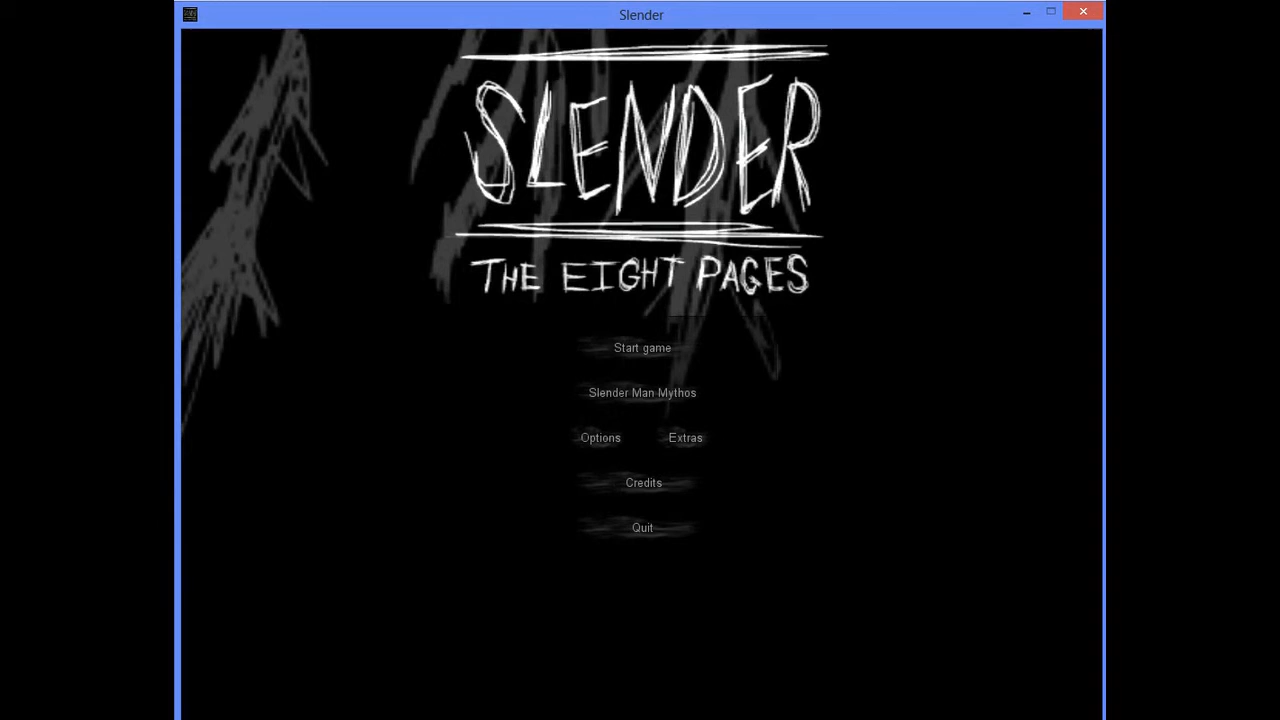 Slender
SLENDER
THE EIGHT PAGES
Start game
Slender Man Mythos
Options Extras
Credits
Quit